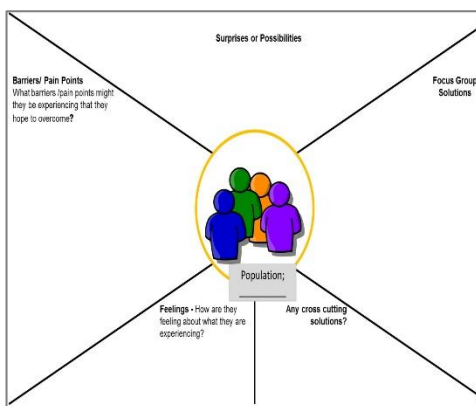 Surprises or Possibilities
Barriers/ Pain Points
What barriers /pain points might
they be experiencing that they
hope to overcome?
Focus Group
Solutions
Population;
________
Feelings - How are they
feeling about what they are
experiencing?
Any cross cutting
solutions?